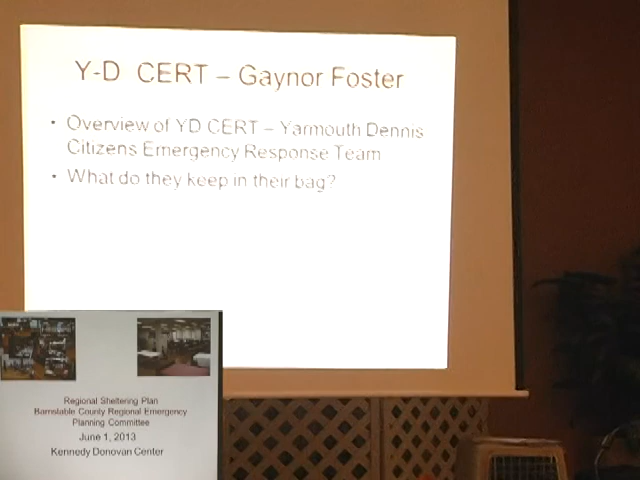 Y-D CERT – Gaynor Foster
• Overview of YD CERT – Yarmouth Dennis
Citizens Emergency Response Team
• What do they keep in their bag?
Regional Sheltering Plan
Barnstable County Regional Emergency
Planning Committee
June 1, 2013
Kennedy Donovan Center